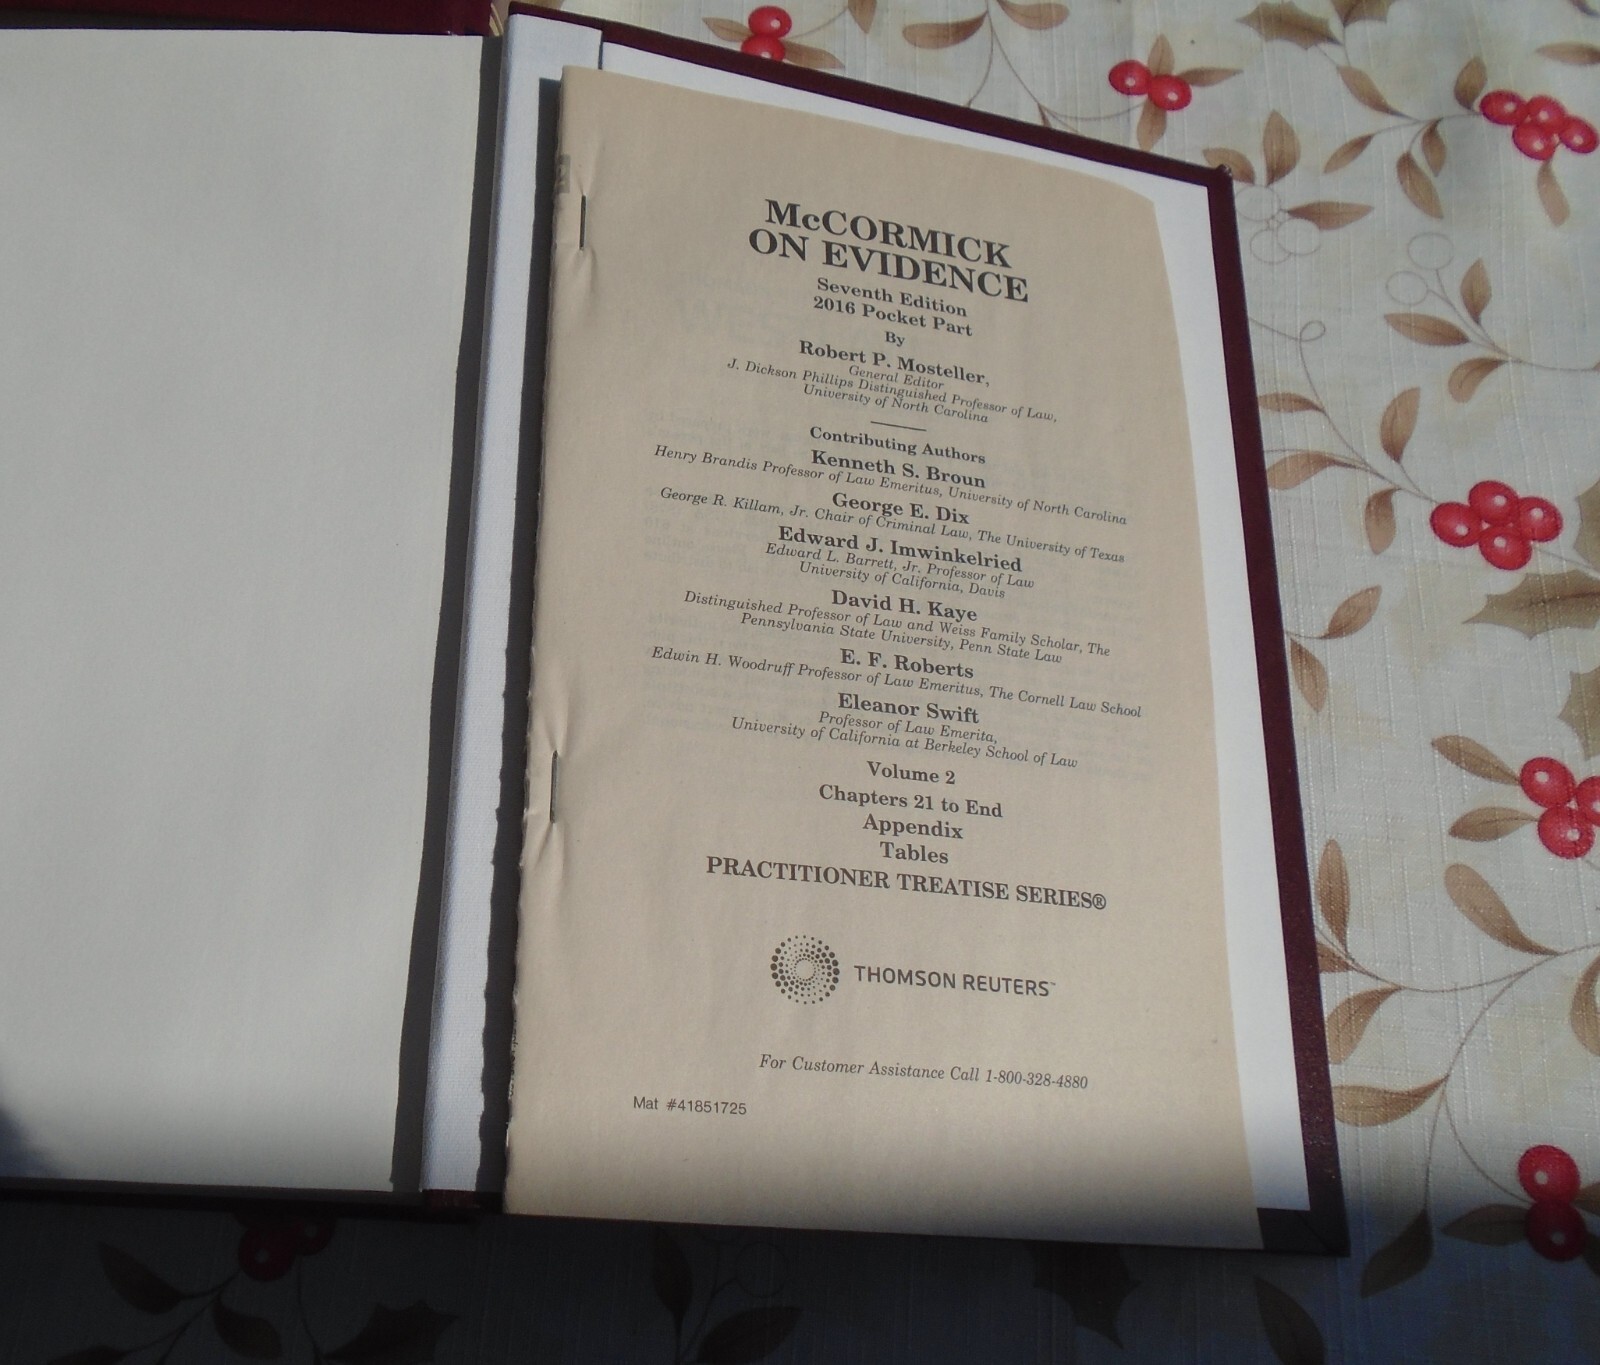 McCORMICK
ON EVIDENCE
Seventh Edition
2016 Pocket Part
By
Robert P. Mosteller,
General Editor
J. Dickson Phillips Distinguished Professor of Law,
University of North Carolina
Contributing Authors
Kenneth S. Broun
Henry Brandis Professor of Law Emeritus, University of North Carolina
George E. Dix
George R. Killam, Jr. Chair of Criminal Law, The University of Texas
Edward J. Imwinkelried
Edward L. Barrett, Jr. Professor of Law
University of California, Davis
David H. Kaye
Distinguished Professor of Law and Weiss Family Scholar, The
Pennsylvania State University, Penn State Law
E. F. Roberts
Edwin H. Woodruff Professor of Law Emeritus, The Cornell Law School
Eleanor Swift
Professor of Law Emerita,
University of California at Berkeley School of Law
Volume 2
Chapters 21 to End
Appendix
Tables
PRACTITIONER TREATISE SERIES®
THOMSON REUTERS™
For Customer Assistance Call 1-800-328-4880
Mat #41851725